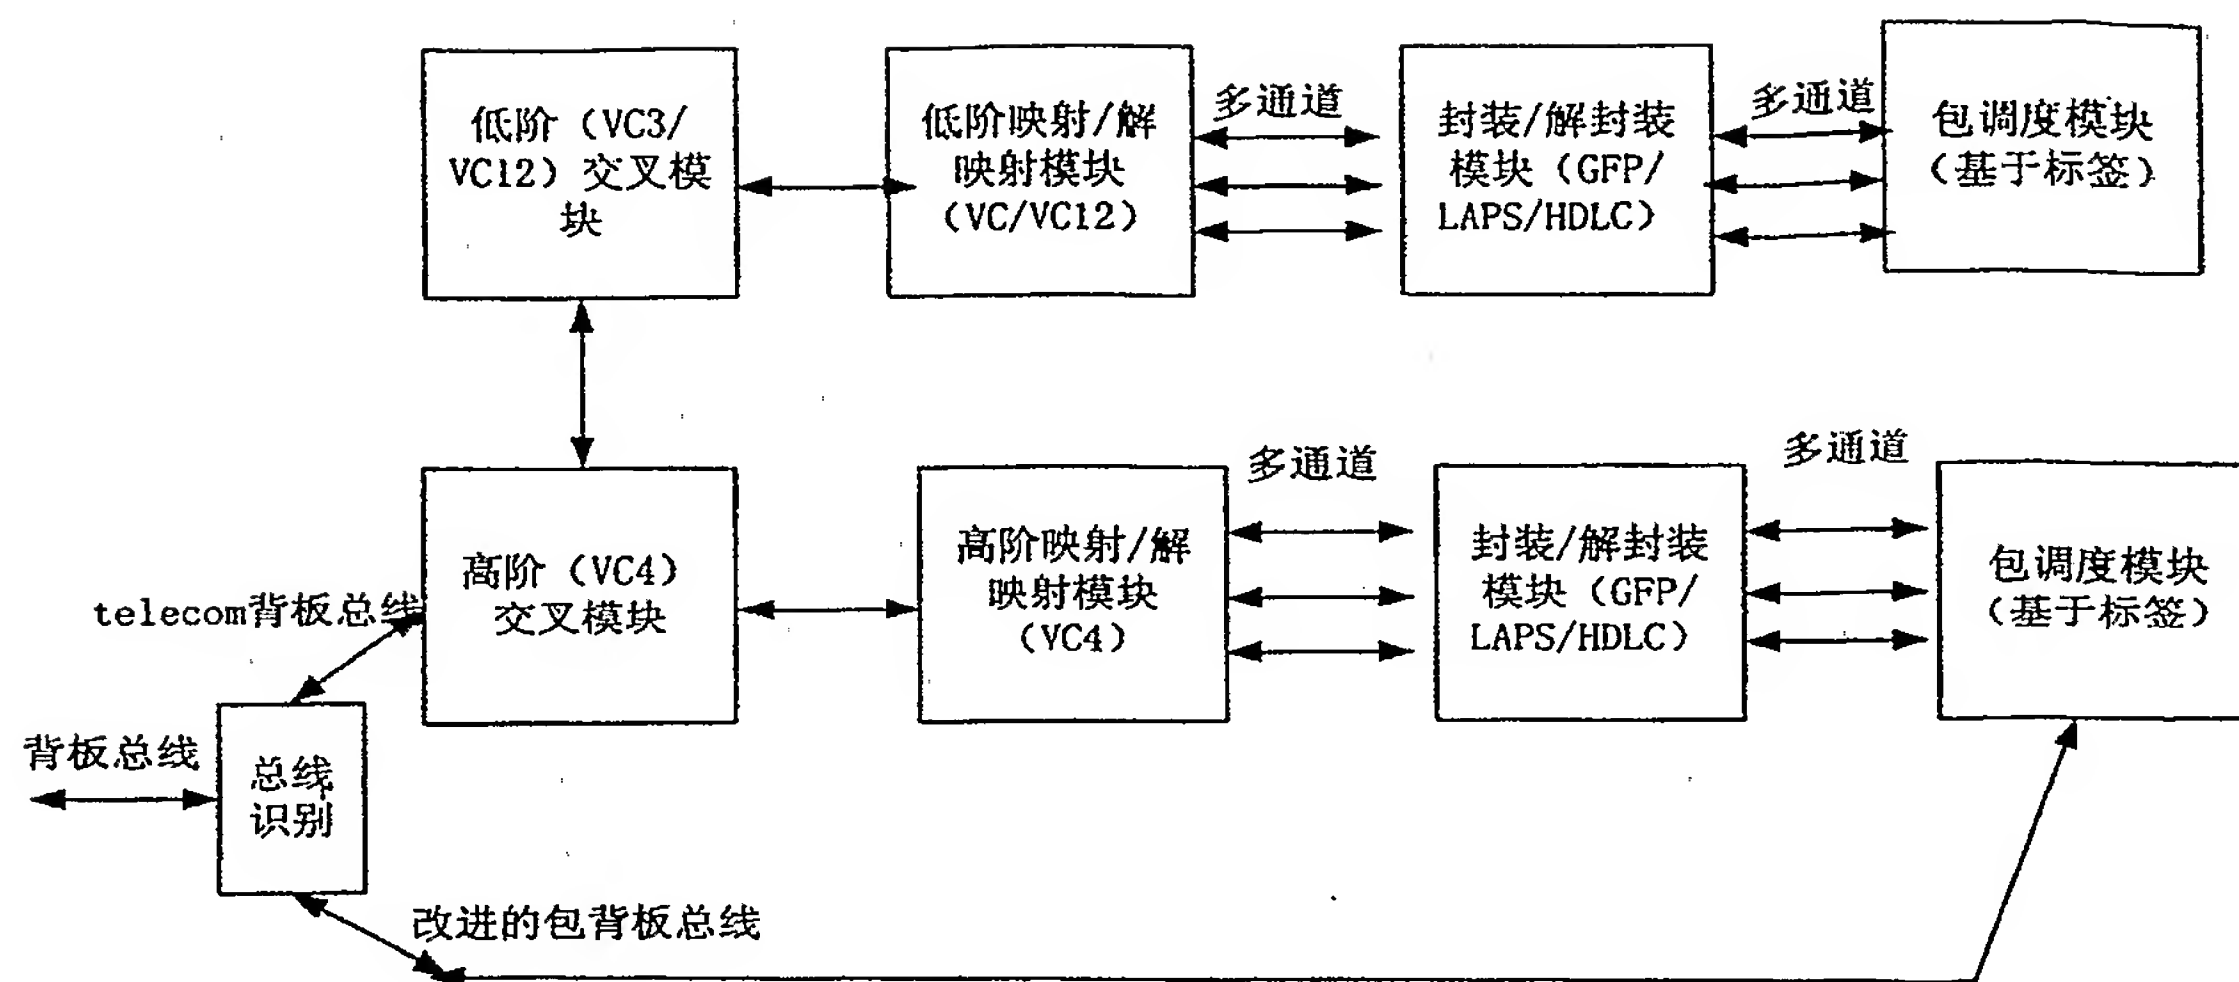 低阶（VC3/
VC12）交叉模
块
低阶映射/解
映射模块
（VC/VC12）
多通道
封装/解封装
模块（GFP/
LAPS/HDLC）
多通道
包调度模块
（基于标签）
高阶（VC4）
交叉模块
高阶映射/解
映射模块
（VC4）
多通道
封装/解封装
模块（GFP/
LAPS/HDLC）
多通道
包调度模块
（基于标签）
telecom背板总线
背板总线
总线
识别
改进的包背板总线